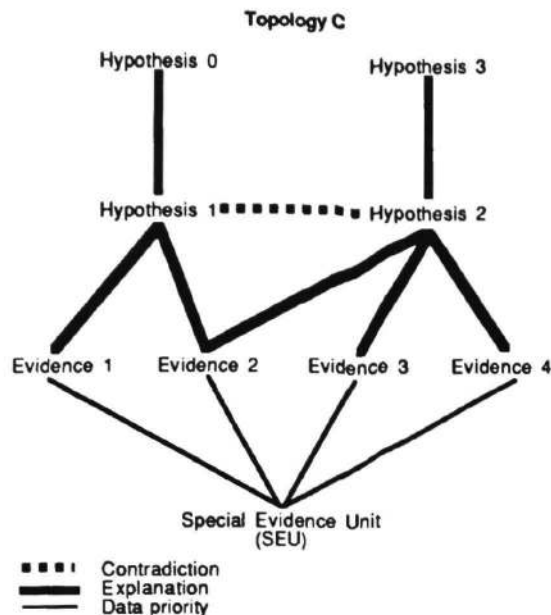 Topology C
Hypothesis 0
Hypothesis 3
Hypothesis 1
Hypothesis 2
Evidence 1
Evidence 2
Evidence 3
Evidence 4
Special Evidence Unit
(SEU)
Contradiction
Explanation
Data priority